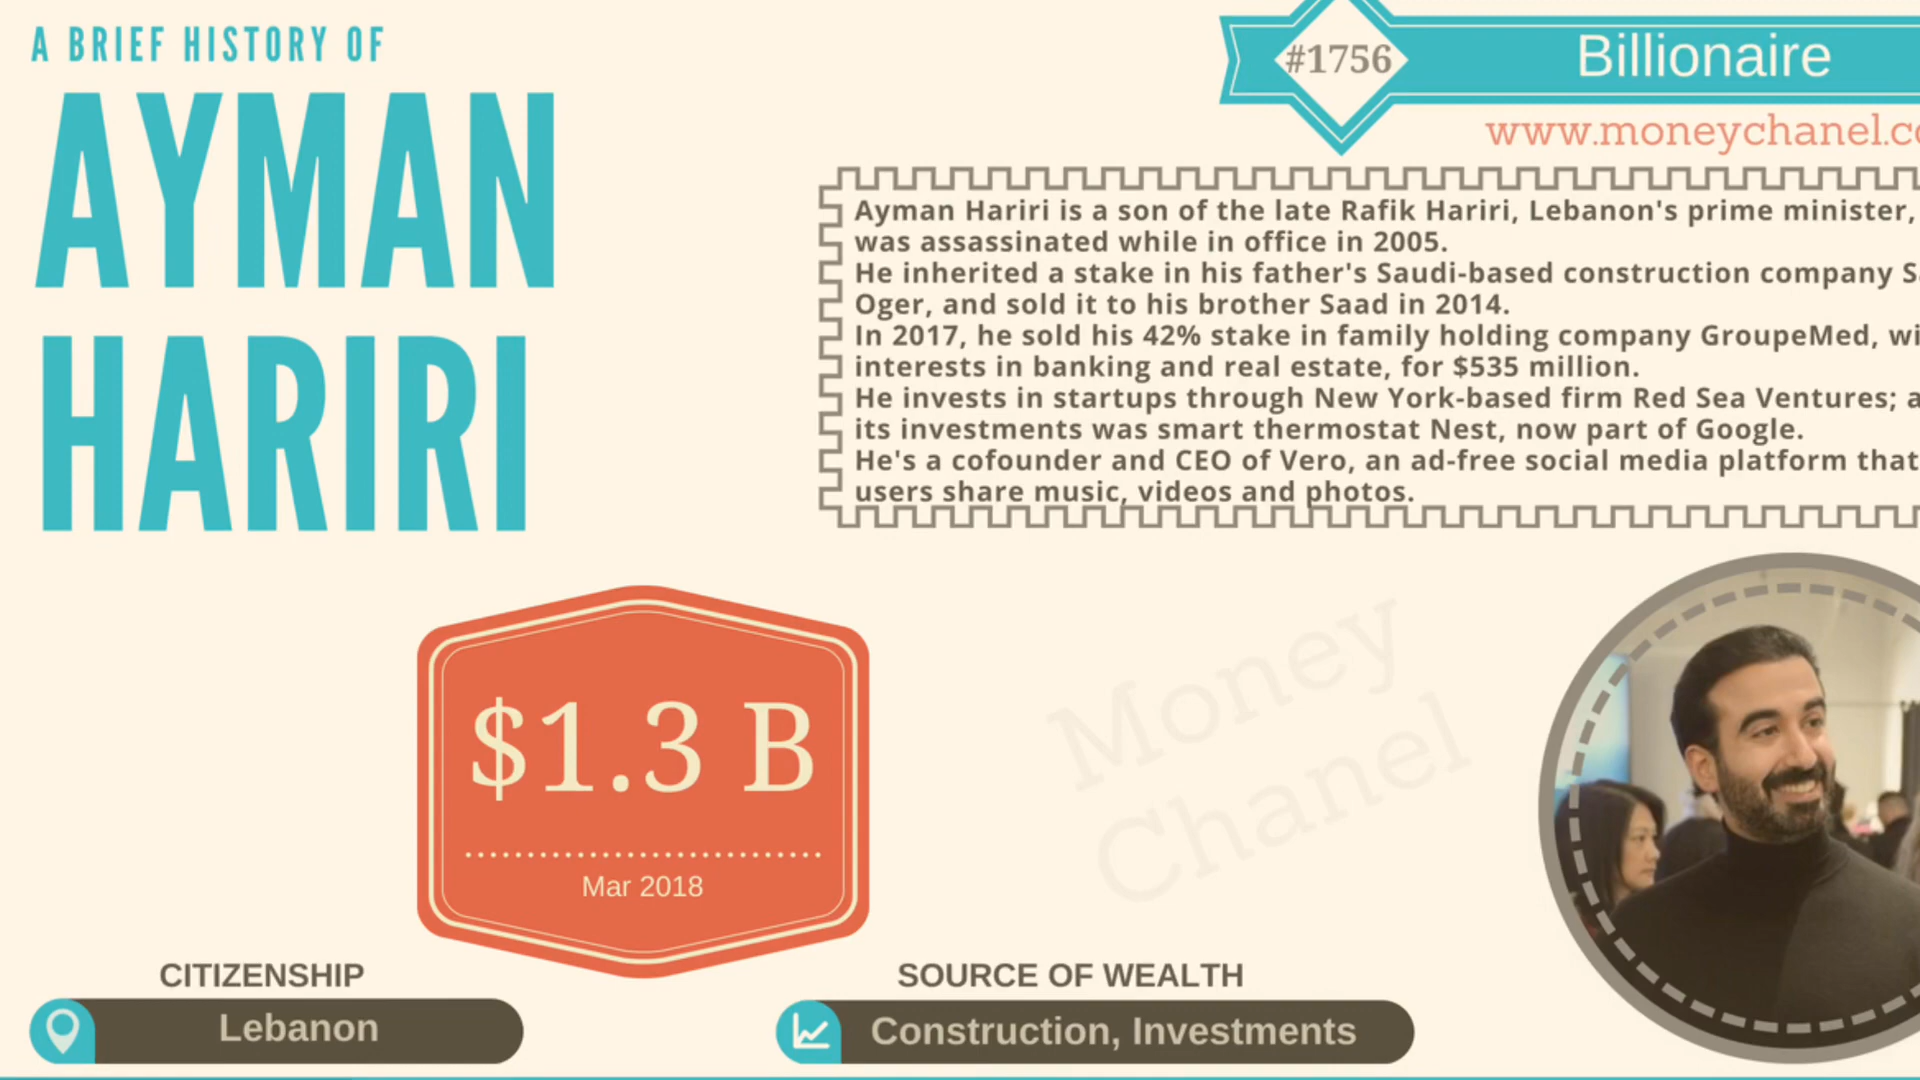 A BRIEF HISTORY OF
AYMAN
HARIRI
#1756
Billionaire
www.moneychanel.co
Ayman Hariri is a son of the late Rafik Hariri, Lebanon's prime minister,
was assassinated while in office in 2005.
He inherited a stake in his father's Saudi-based construction company
Oger, and sold it to his brother Saad in 2014.
In 2017, he sold his 42% stake in family holding company GroupeMed,
interests in banking and real estate, for $535 million.
He invests in startups through New York-based firm Red Sea Ventures;
its investments was smart thermostat Nest, now part of Google.
He's a cofounder and CEO of Vero, an ad-free social media platform that
users share music, videos and photos.
$1.3 B
Mar 2018
Money
Chanel
CITIZENSHIP
Lebanon
SOURCE OF WEALTH
Construction, Investments